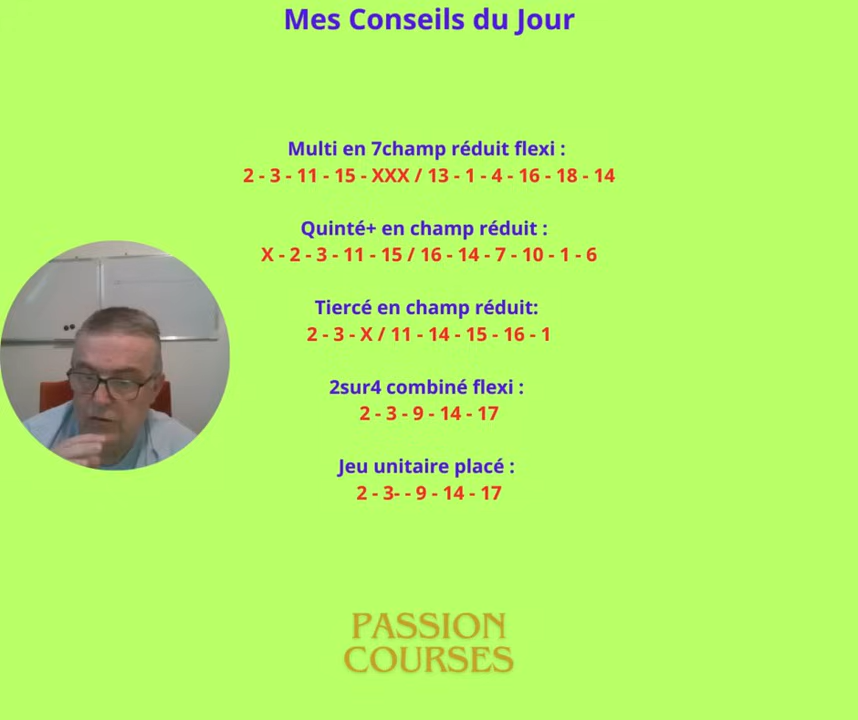 Mes Conseils du Jour
Multi en 7champ réduit flexi :
2 - 3 - 11 - 15 - XXX / 13 - 1 - 4 - 16 - 18 - 14
Quinté+ en champ réduit :
X - 2 - 3 - 11 - 15 / 16 - 14 - 7 - 10 - 1 - 6
Tiercé en champ réduit:
2 - 3 - X / 11 - 14 - 15 - 16 - 1
2sur4 combiné flexi :
2 - 3 - 9 - 14 - 17
Jeu unitaire placé :
2 - 3- - 9 - 14 - 17
PASSION
COURSES